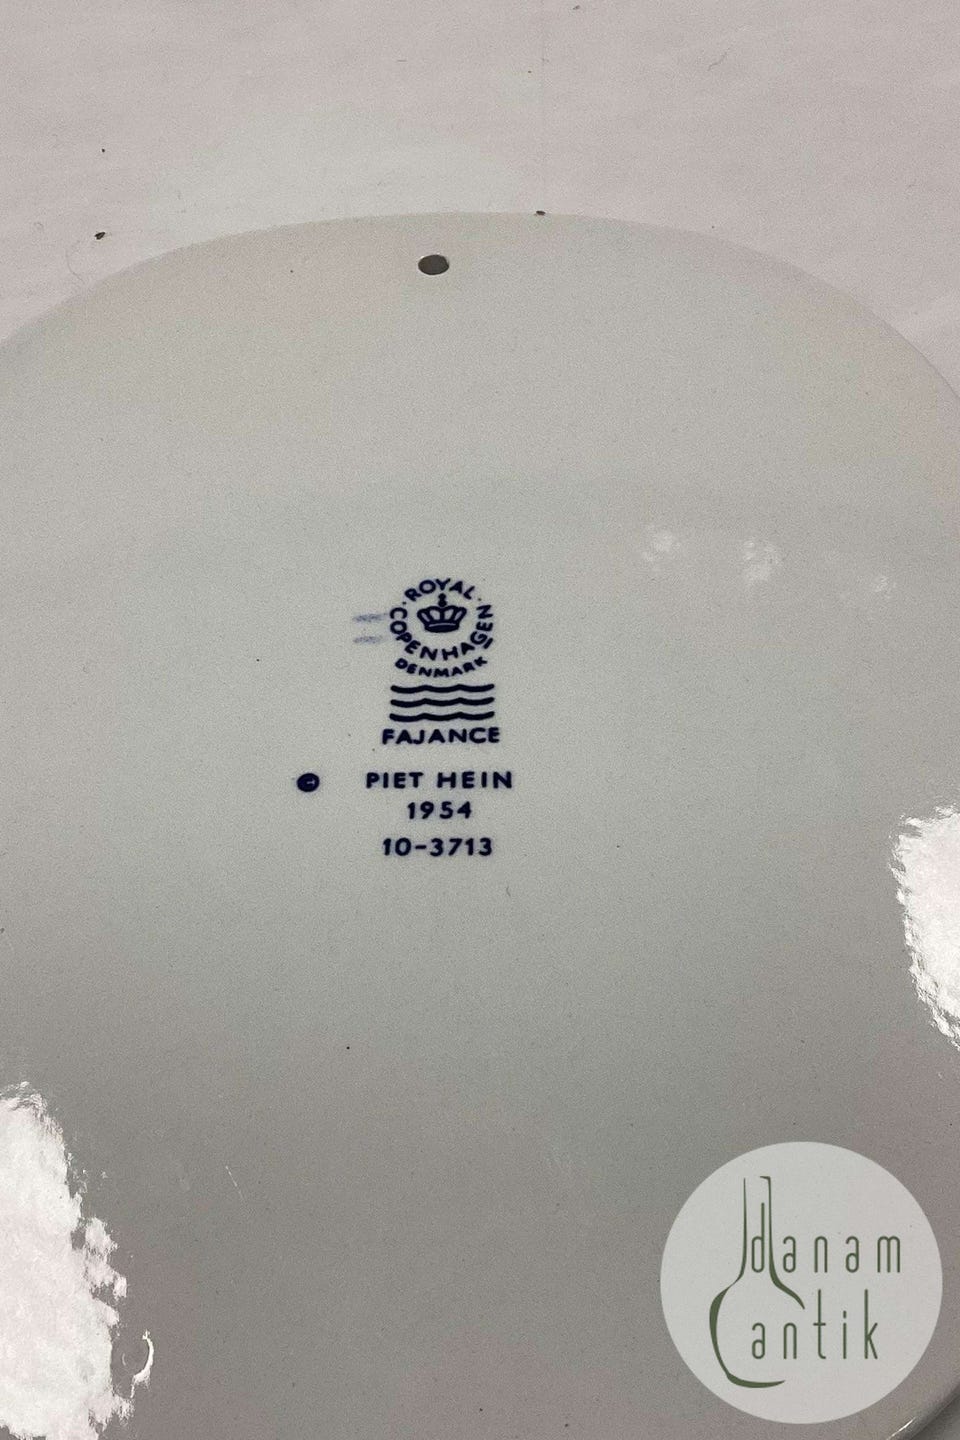 ROYAL
COPENHAGEN
DENMARK
FAJANCE
PIET HEIN
1954
10-3713
danam
antik